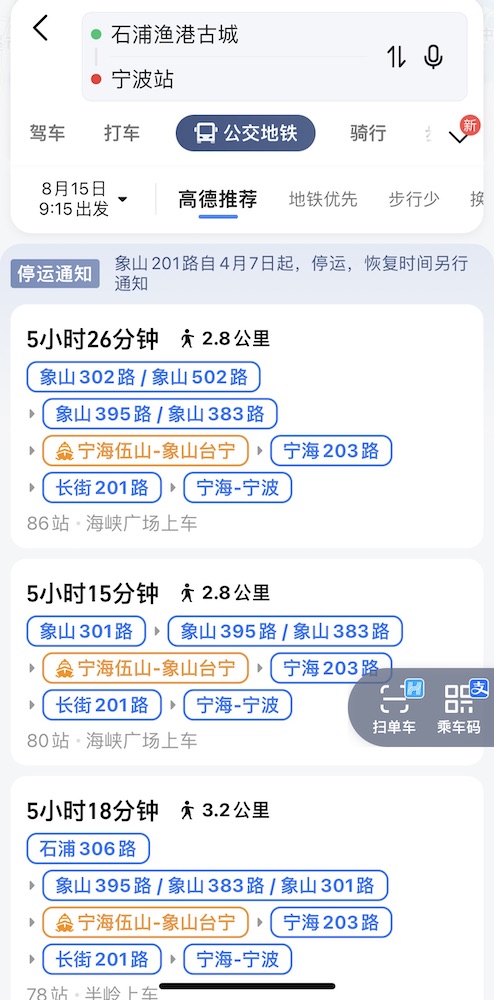 石浦渔港古城
宁波站
驾车 打车 公交地铁 骑行 新
8月15日
9:15出发 高德推荐 地铁优先 步行少 换
停运通知 象山201路自4月7日起，停运，恢复时间另行
通知
5小时26分钟 2.8公里
象山302路 / 象山502路
象山395路 / 象山383路
宁海伍山-象山台宁 宁海203路
长街201路 宁海-宁波
86站 · 海峡广场上车
5小时15分钟 2.8公里
象山301路 象山395路 / 象山383路
宁海伍山-象山台宁 宁海203路
长街201路 宁海-宁波
扫单车 乘车码
80站 · 海峡广场上车
5小时18分钟 3.2公里
石浦306路
象山395路 / 象山383路 / 象山301路
宁海伍山-象山台宁 宁海203路
长街201路 宁海-宁波
78站 · 半岭上车